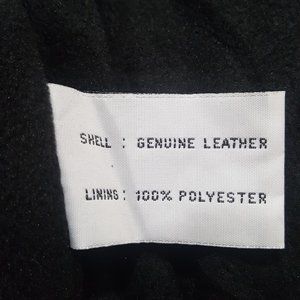 SHELL : GENUINE LEATHER
LINING : 100% POLYESTER